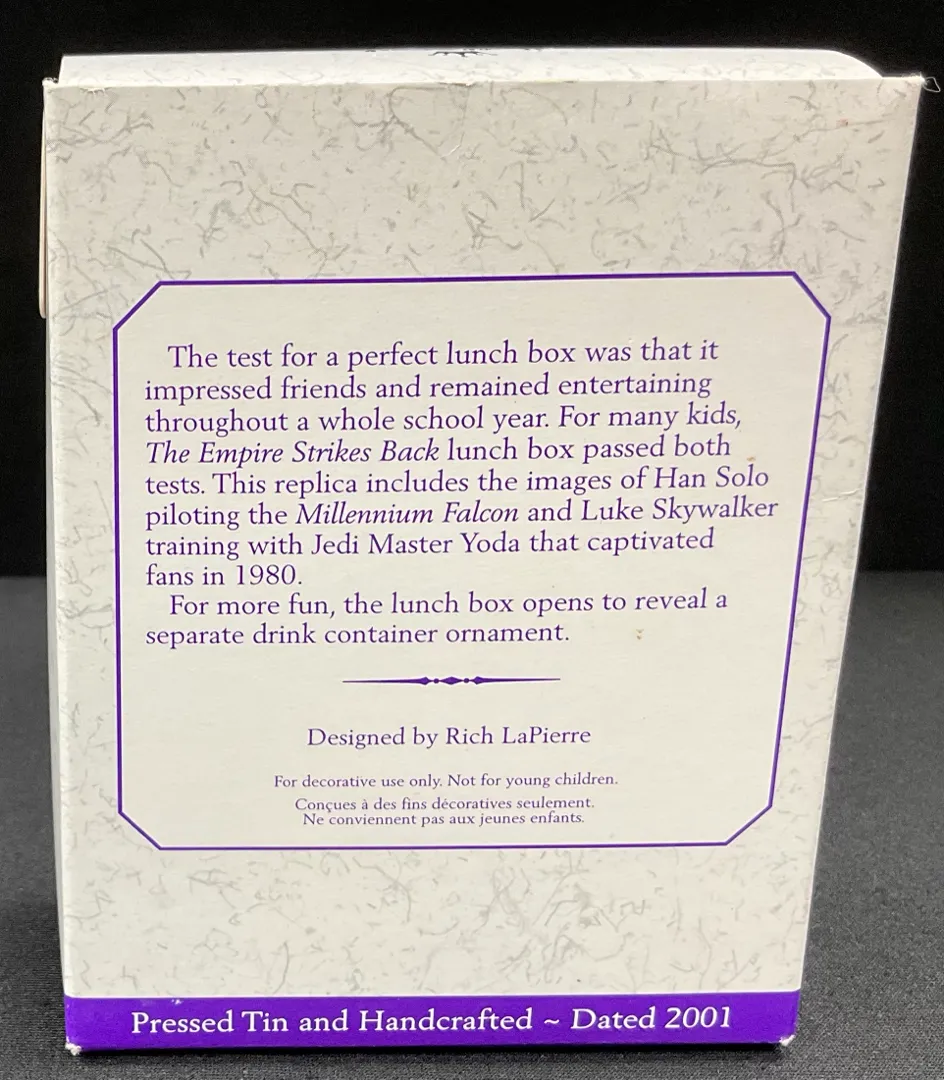 The test for a perfect lunch box was that it
impressed friends and remained entertaining
throughout a whole school year. For many kids,
The Empire Strikes Back lunch box passed both
tests. This replica includes the images of Han Solo
piloting the Millennium Falcon and Luke Skywalker
training with Jedi Master Yoda that captivated
fans in 1980.
For more fun, the lunch box opens to reveal a
separate drink container ornament.
Designed by Rich LaPierre
For decorative use only. Not for young children.
Conçues à des fins décoratives seulement.
Ne conviennent pas aux jeunes enfants.
Pressed Tin and Handcrafted ~ Dated 2001